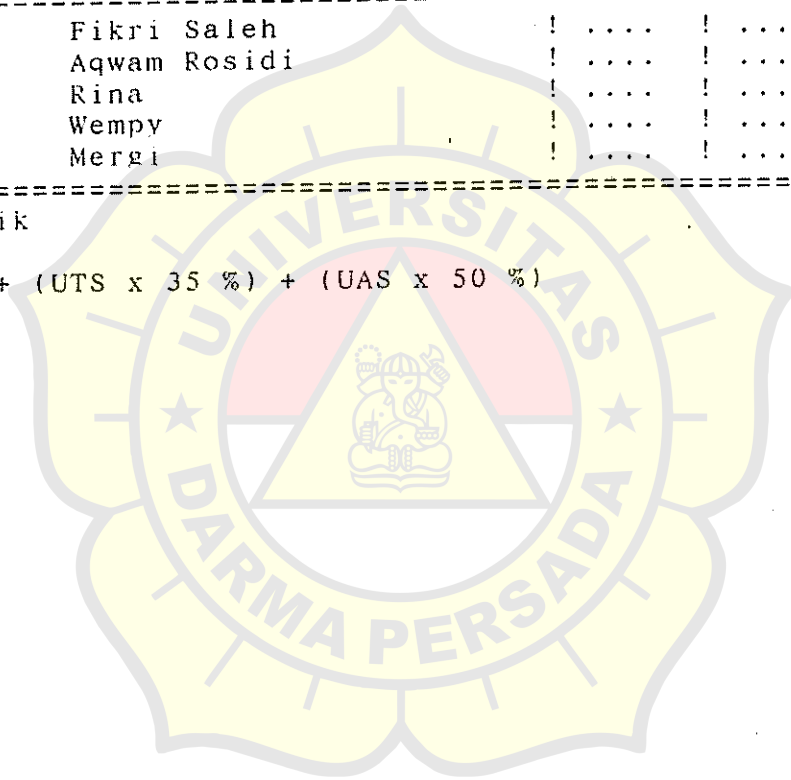 Fikri Saleh ! .... ! ...
Aqwam Rosidi ! .... ! ...
Rina ! .... ! ...
Wempy ! .... ! ...
Mergi ! .... ! ...
==================================================
ik
+ (UTS x 35 %) + (UAS x 50 %)
UNIVERSITAS
DARMA PERSADA